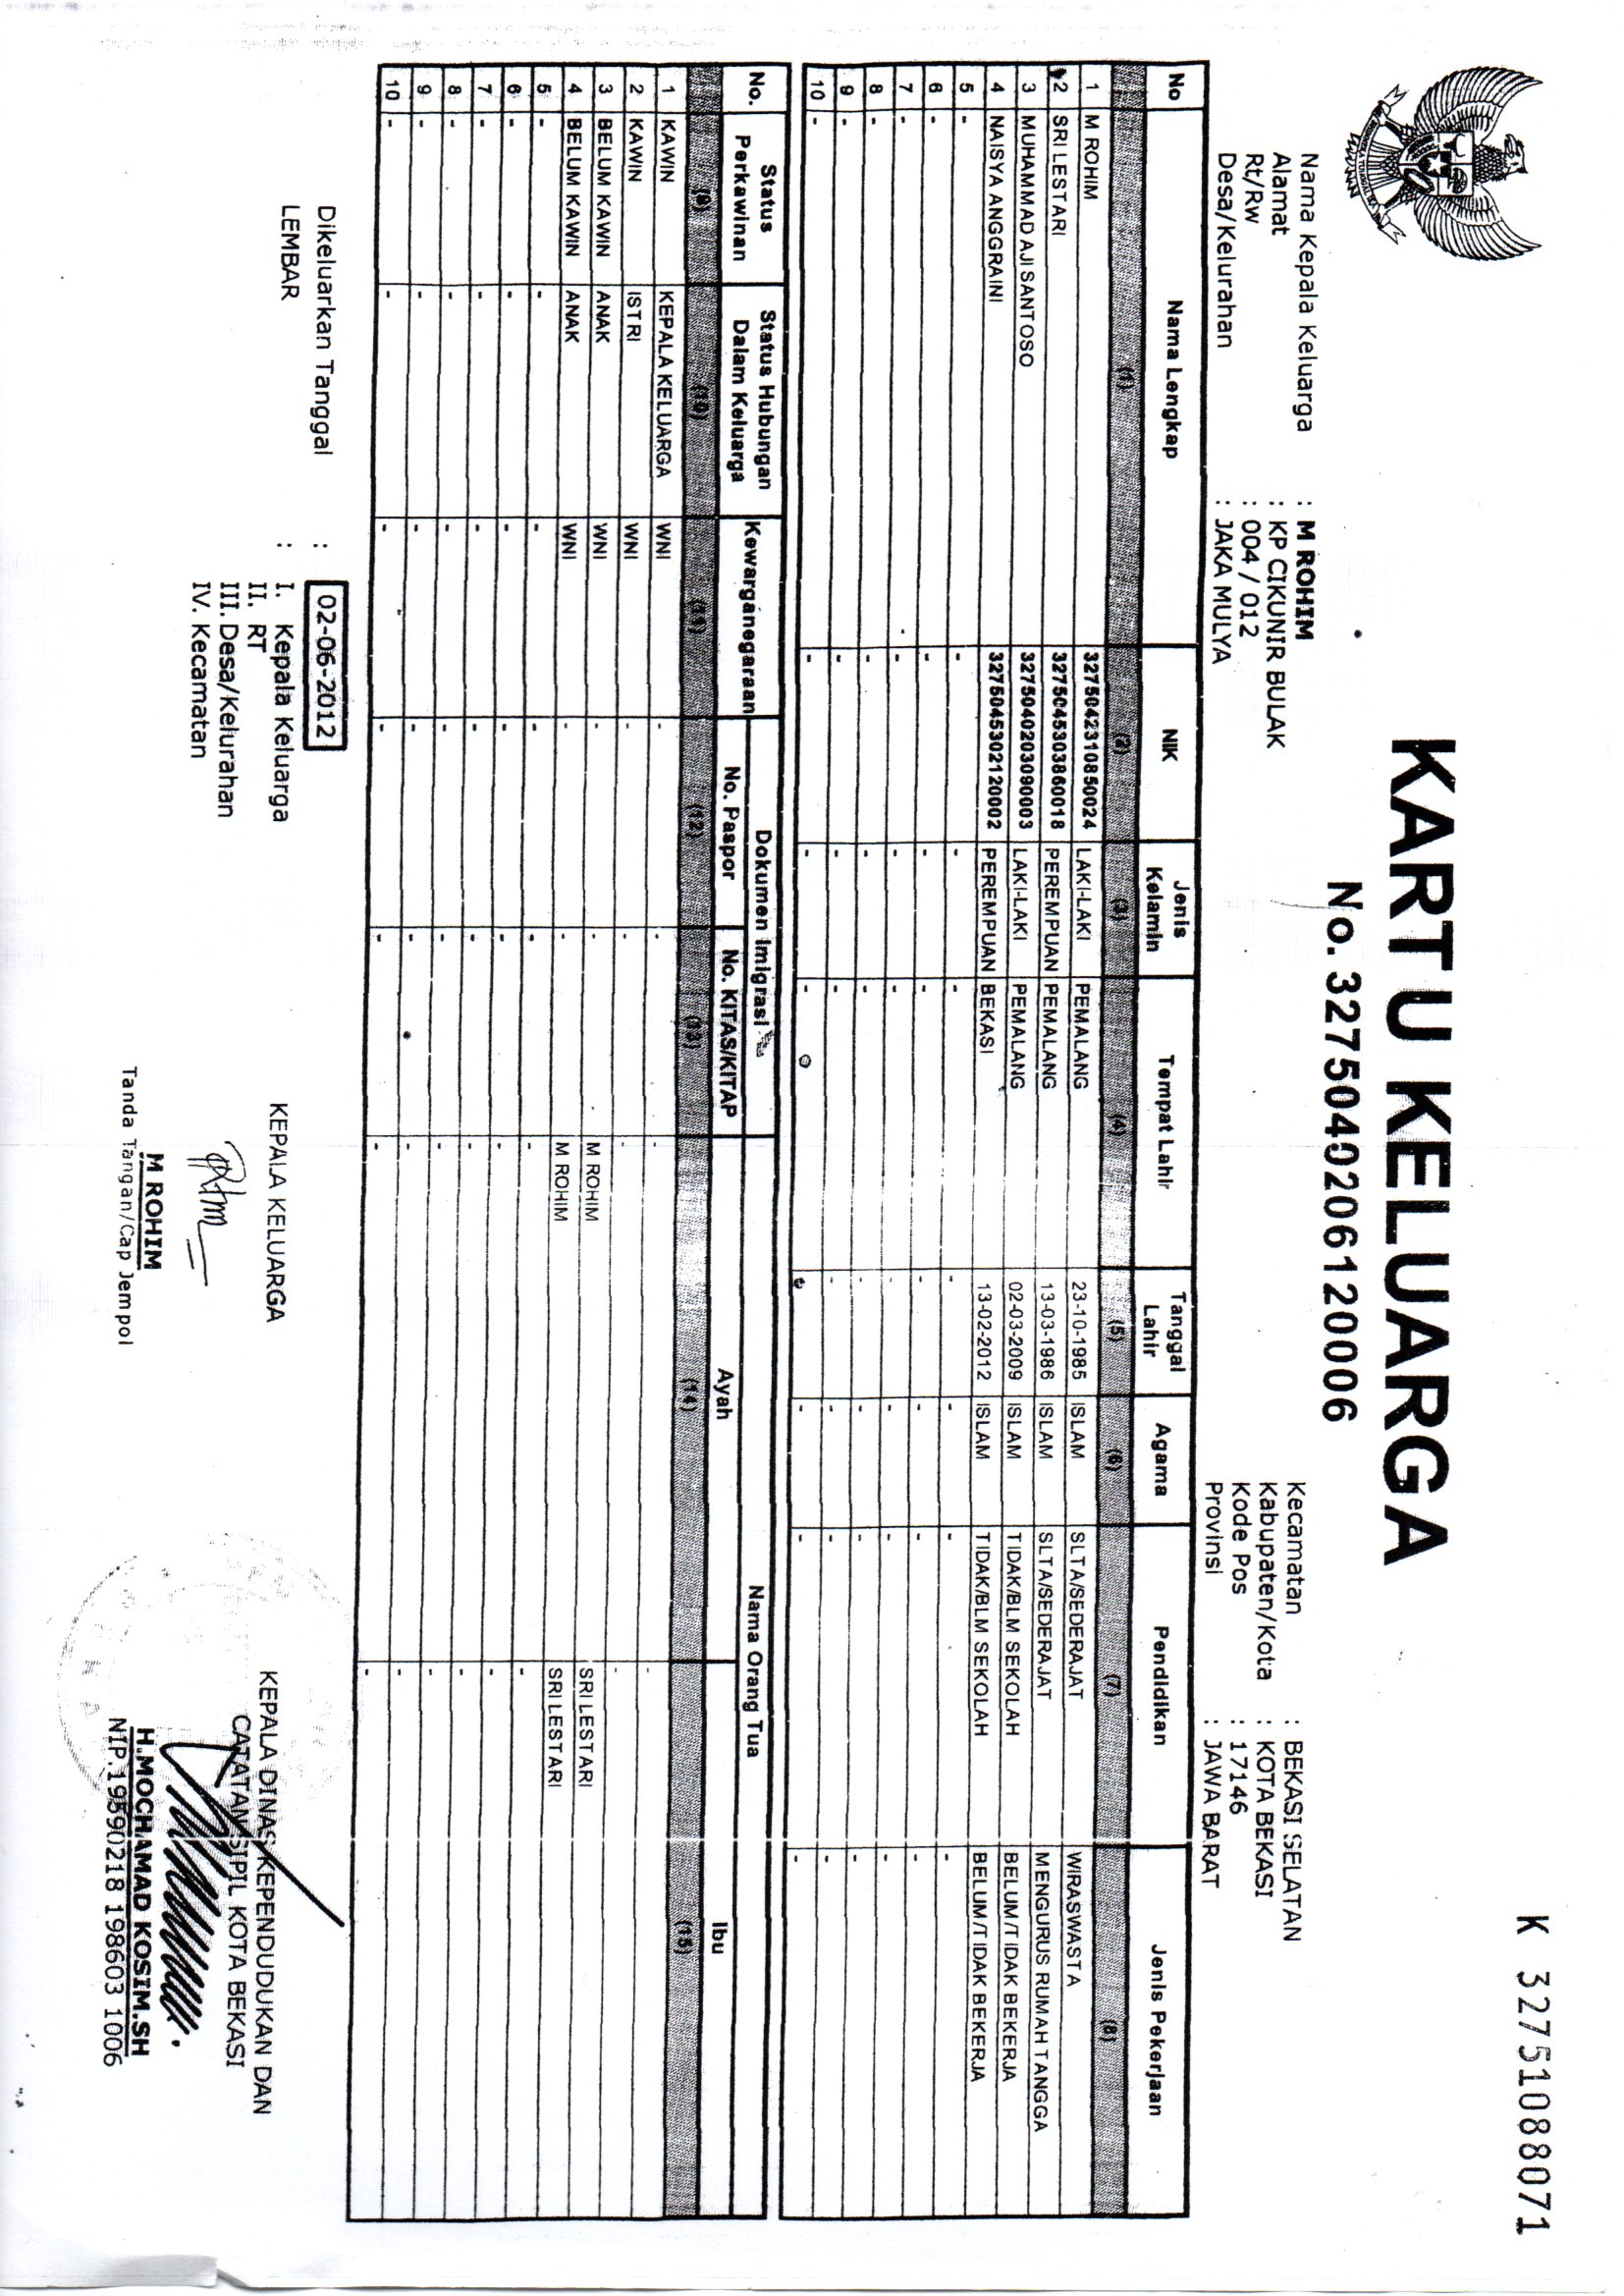 K 32751088071
KARTU KELUARGA
No. 3275040206120006
Nama Kepala Keluarga : M ROHIM
Alamat : KP CIKUNIR BULAK
Rt/Rw : 004 / 012
Desa/Kelurahan : JAKA MULYA
Kecamatan : BEKASI SELATAN
Kabupaten/Kota : KOTA BEKASI
Kode Pos : 17146
Provinsi : JAWA BARAT
No Nama Lengkap NIK Jenis Kelamin Tempat Lahir Tanggal Lahir Agama Pendidikan Jenis Pekerjaan
(1) (2) (3) (4) (5) (6) (7) (8)
1 M ROHIM 3275042310850024 LAKI-LAKI PEMALANG 23-10-1985 ISLAM SLTA/SEDERAJAT WIRASWASTA
2 SRI LESTARI 3275045303860018 PEREMPUAN PEMALANG 13-03-1986 ISLAM SLTA/SEDERAJAT MENGURUS RUMAH TANGGA
3 MUHAMMAD AJI SANTOSO 3275040203090003 LAKI-LAKI PEMALANG 02-03-2009 ISLAM TIDAK/BLM SEKOLAH BELUM/TIDAK BEKERJA
4 NAISYA ANGGRAINI 3275045302120002 PEREMPUAN BEKASI 13-02-2012 ISLAM TIDAK/BLM SEKOLAH BELUM/TIDAK BEKERJA
5 - - - - - - - -
6 - - - - - - - -
7 - - - - - - - -
8 - - - - - - - -
9 - - - - - - - -
10 - - - - - - - -
No. Status Perkawinan Status Hubungan Dalam Keluarga Kewarganegaraan Dokumen Imigrasi Nama Orang Tua
No. Paspor No. KITAS/KITAP Ayah Ibu
(9) (10) (11) (12) (13) (14) (15)
1 KAWIN KEPALA KELUARGA WNI - - - -
2 KAWIN ISTRI WNI - - - -
3 BELUM KAWIN ANAK WNI - - M ROHIM SRI LESTARI
4 BELUM KAWIN ANAK WNI - - M ROHIM SRI LESTARI
5 - - - - - - -
6 - - - - - - -
7 - - - - - - -
8 - - - - - - -
9 - - - - - - -
10 - - - - - - -
Dikeluarkan Tanggal : 02-06-2012
LEMBAR : I. Kepala Keluarga
II. RT
III. Desa/Kelurahan
IV. Kecamatan
KEPALA KELUARGA
M ROHIM
Tanda Tangan/Cap Jempol
KEPALA DINAS KEPENDUDUKAN DAN
CATATAN SIPIL KOTA BEKASI
H.MOCHAMAD KOSIM.SH
NIP.19590218 198603 1006